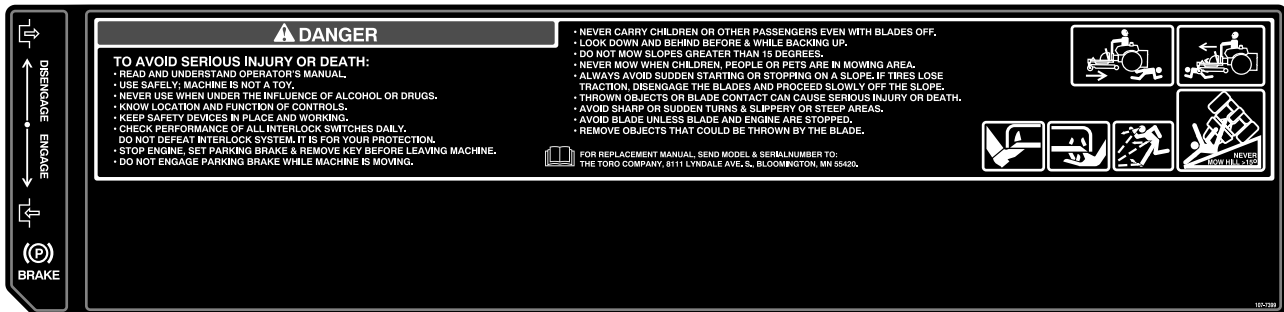 DISENGAGE
ENGAGE
(P)
BRAKE
DANGER
TO AVOID SERIOUS INJURY OR DEATH:
• READ AND UNDERSTAND OPERATOR'S MANUAL.
• USE SAFELY; MACHINE IS NOT A TOY.
• NEVER USE WHEN UNDER THE INFLUENCE OF ALCOHOL OR DRUGS.
• KNOW LOCATION AND FUNCTION OF CONTROLS.
• KEEP SAFETY DEVICES IN PLACE AND WORKING.
• CHECK PERFORMANCE OF ALL INTERLOCK SWITCHES DAILY.
DO NOT DEFEAT INTERLOCK SYSTEM. IT IS FOR YOUR PROTECTION.
• STOP ENGINE, SET PARKING BRAKE & REMOVE KEY BEFORE LEAVING MACHINE.
• DO NOT ENGAGE PARKING BRAKE WHILE MACHINE IS MOVING.
• NEVER CARRY CHILDREN OR OTHER PASSENGERS EVEN WITH BLADES OFF.
• LOOK DOWN AND BEHIND BEFORE & WHILE BACKING UP.
• DO NOT MOW SLOPES GREATER THAN 15 DEGREES.
• NEVER MOW WHEN CHILDREN, PEOPLE OR PETS ARE IN MOWING AREA.
• ALWAYS AVOID SUDDEN STARTING OR STOPPING ON A SLOPE. IF TIRES LOSE
TRACTION, DISENGAGE THE BLADES AND PROCEED SLOWLY OFF THE SLOPE.
• THROWN OBJECTS OR BLADE CONTACT CAN CAUSE SERIOUS INJURY OR DEATH.
• AVOID SHARP OR SUDDEN TURNS & SLIPPERY OR STEEP AREAS.
• AVOID BLADE UNLESS BLADE AND ENGINE ARE STOPPED.
• REMOVE OBJECTS THAT COULD BE THROWN BY THE BLADE.
FOR REPLACEMENT MANUAL, SEND MODEL & SERIALNUMBER TO:
THE TORO COMPANY, 8111 LYNDALE AVE. S., BLOOMINGTON, MN 55420.
NEVER
MOW HILL >15°
107-7399